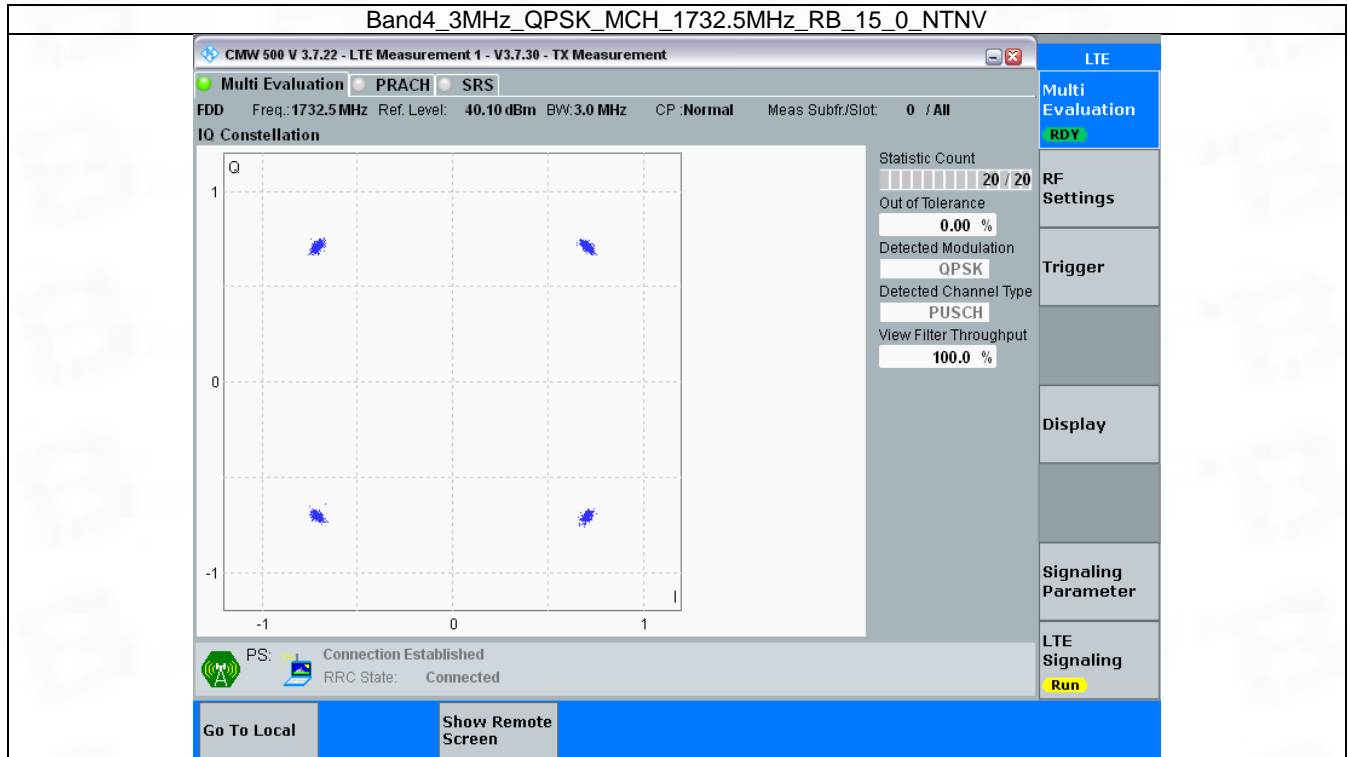 Band4_3MHz_QPSK_MCH_1732.5MHz_RB_15_0_NTNV
CMW 500 V 3.7.22 - LTE Measurement 1 - V3.7.30 - TX Measurement
LTE
Multi Evaluation PRACH SRS
Multi
Evaluation
RDY
FDD Freq.:1732.5 MHz Ref. Level: 40.10 dBm BW:3.0 MHz CP :Normal Meas Subfr./Slot: 0 / All
IQ Constellation
Q
1
0
-1
-1 0 1
I
Statistic Count
20 / 20
Out of Tolerance
0.00 %
Detected Modulation
QPSK
Detected Channel Type
PUSCH
View Filter Throughput
100.0 %
RF
Settings
Trigger
Display
Signaling
Parameter
LTE
Signaling
Run
PS: Connection Established
RRC State: Connected
Go To Local
Show Remote
Screen